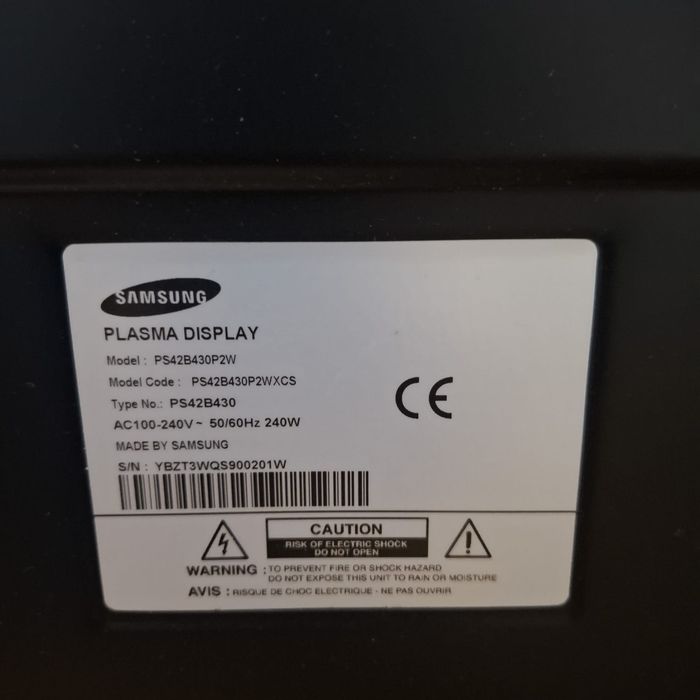 SAMSUNG
PLASMA DISPLAY
Model : PS42B430P2W
Model Code : PS42B430P2WXCS
Type No.: PS42B430
AC100-240V~ 50/60Hz 240W
MADE BY SAMSUNG
S/N : YBZT3WQS900201W
CE
CAUTION
RISK OF ELECTRIC SHOCK
DO NOT OPEN
WARNING : TO PREVENT FIRE OR SHOCK HAZARD
DO NOT EXPOSE THIS UNIT TO RAIN OR MOISTURE
AVIS : RISQUE DE CHOC ELECTRIQUE - NE PAS OUVRIR